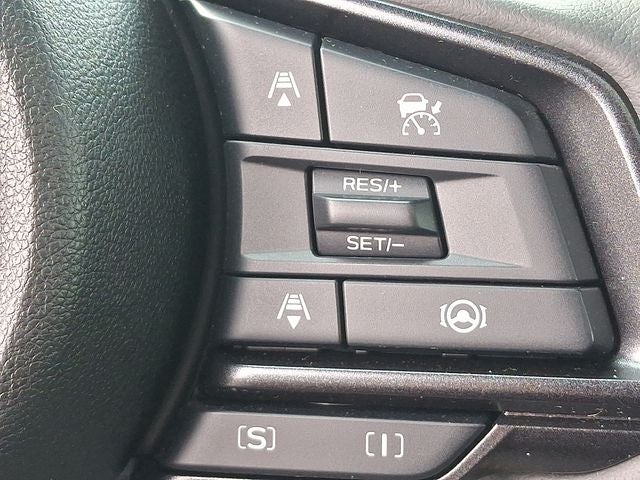 RES/+
SET/−
[S] [I]